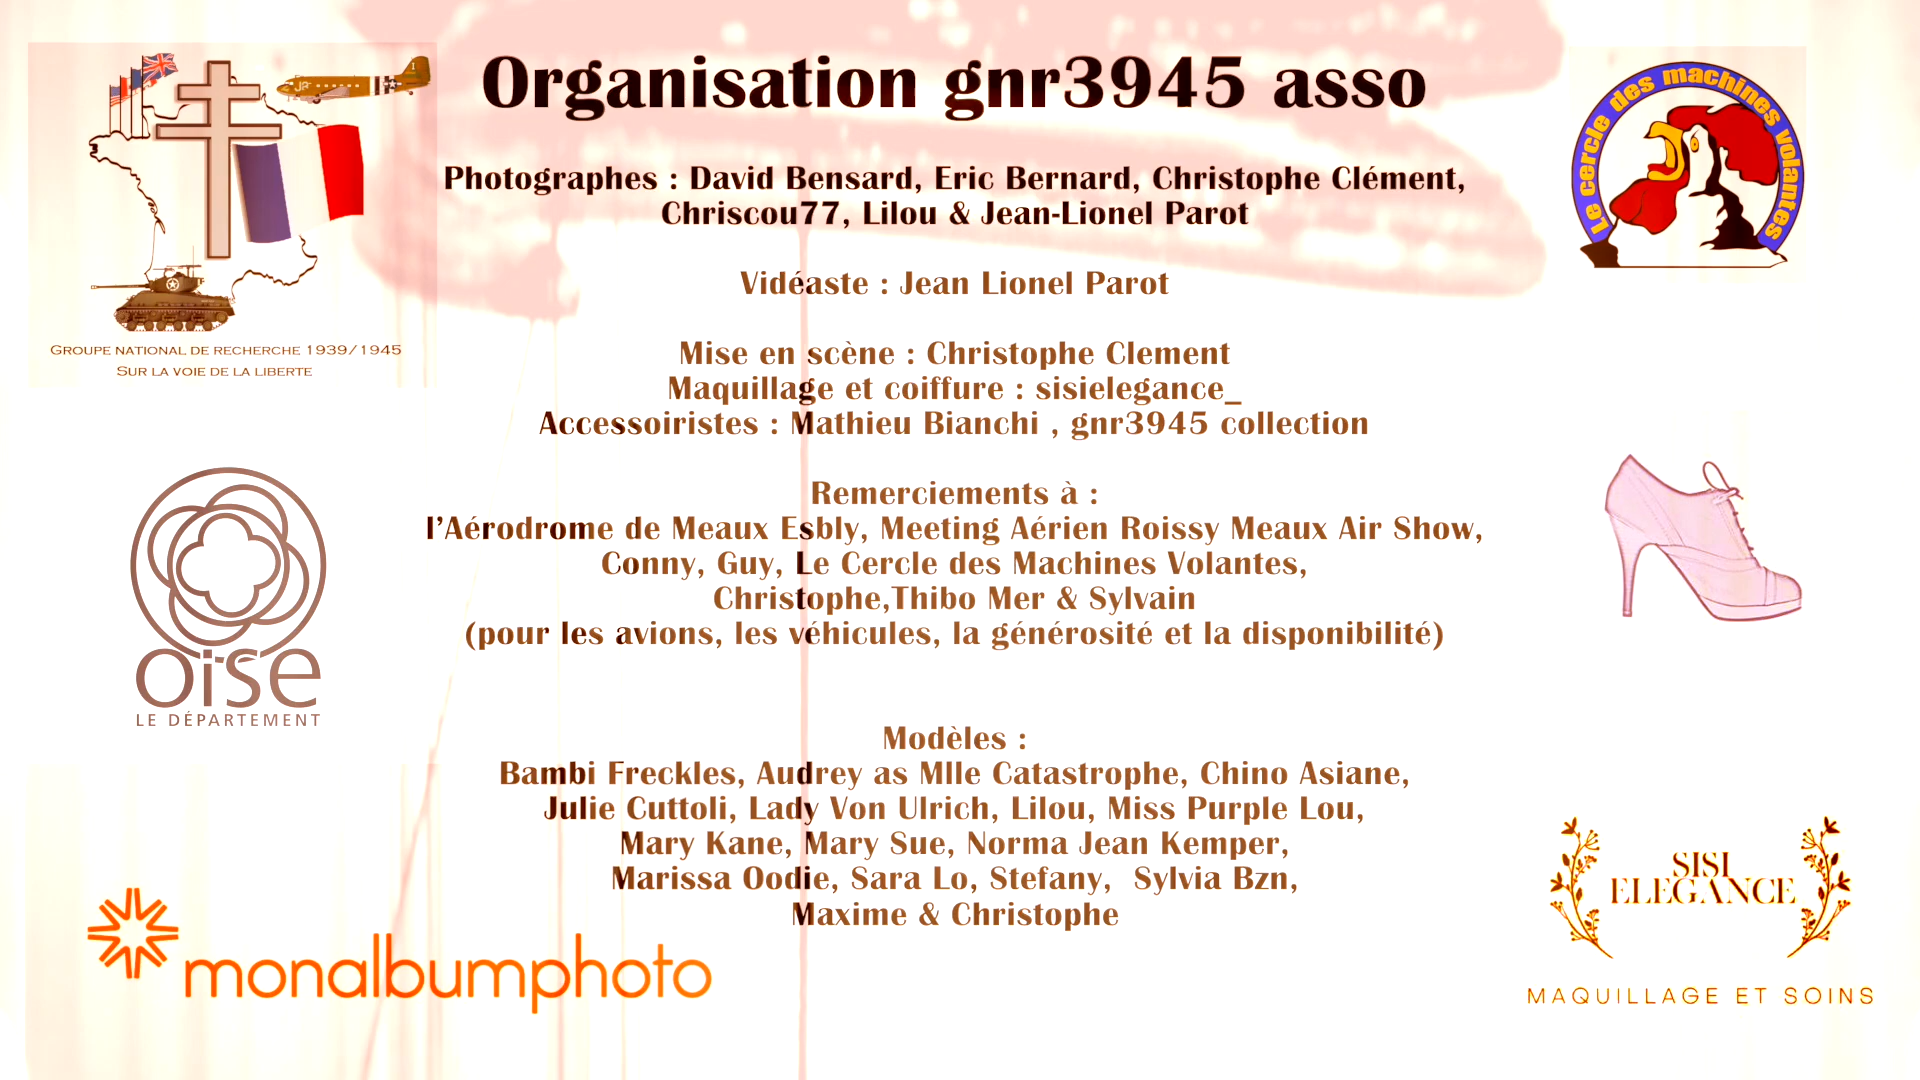 Organisation gnr3945 asso
Photographes : David Bensard, Eric Bernard, Christophe Clément,
Chriscou77, Lilou & Jean-Lionel Parot
Vidéaste : Jean Lionel Parot
Mise en scène : Christophe Clement
Maquillage et coiffure : sisielegance_
Accessoiristes : Mathieu Bianchi , gnr3945 collection
Remerciements à :
l’Aérodrome de Meaux Esbly, Meeting Aérien Roissy Meaux Air Show,
Conny, Guy, Le Cercle des Machines Volantes,
Christophe,Thibo Mer & Sylvain
(pour les avions, les véhicules, la générosité et la disponibilité)
Modèles :
Bambi Freckles, Audrey as Mlle Catastrophe, Chino Asiane,
Julie Cuttoli, Lady Von Ulrich, Lilou, Miss Purple Lou,
Mary Kane, Mary Sue, Norma Jean Kemper,
Marissa Oodie, Sara Lo, Stefany, Sylvia Bzn,
Maxime & Christophe
GROUPE NATIONAL DE RECHERCHE 1939/1945
SUR LA VOIE DE LA LIBERTE
Le cercle des machines volantes
oise
LE DÉPARTEMENT
monalbumphoto
SISI
ELEGANCE
MAQUILLAGE ET SOINS